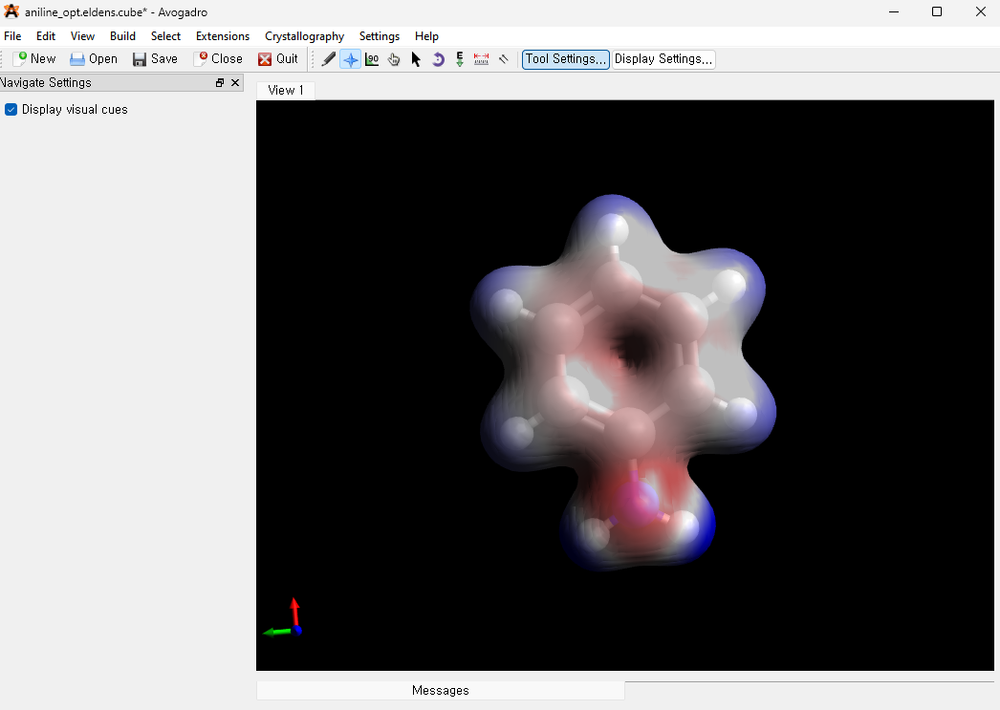 aniline_opt.eldens.cube* - Avogadro
File Edit View Build Select Extensions Crystallography Settings Help
New Open Save Close Quit 90 E Tool Settings... Display Settings...
Navigate Settings
View 1
Display visual cues
Messages